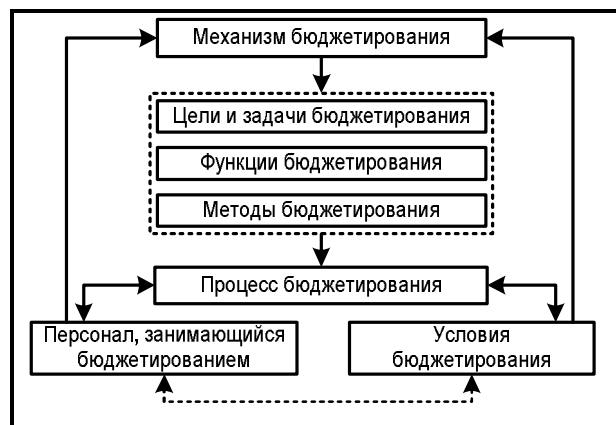 Механизм бюджетирования
Цели и задачи бюджетирования
Функции бюджетирования
Методы бюджетирования
Процесс бюджетирования
Персонал, занимающийся
бюджетированием
Условия
бюджетирования